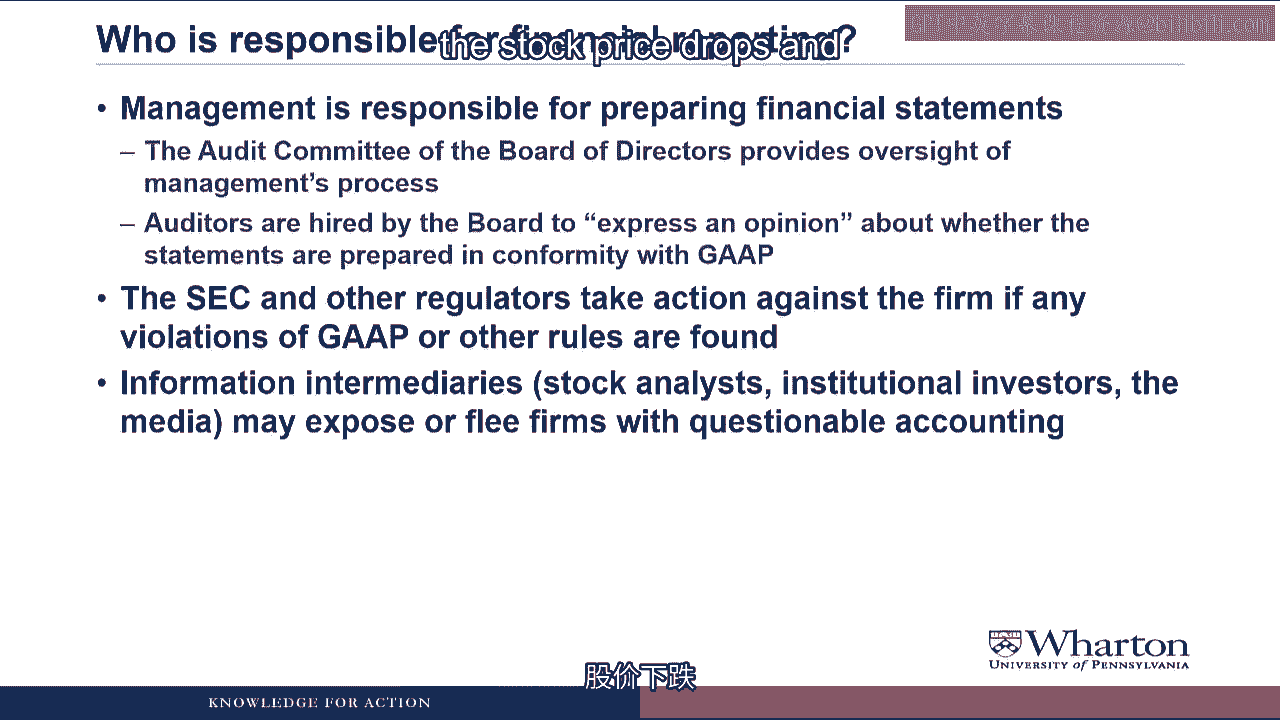 Who is responsible for financial reporting?
the stock price drops and
• Management is responsible for preparing financial statements
– The Audit Committee of the Board of Directors provides oversight of
management’s process
– Auditors are hired by the Board to “express an opinion” about whether the
statements are prepared in conformity with GAAP
• The SEC and other regulators take action against the firm if any
violations of GAAP or other rules are found
• Information intermediaries (stock analysts, institutional investors, the
media) may expose or flee firms with questionable accounting
Wharton
UNIVERSITY of PENNSYLVANIA
股价下跌
KNOWLEDGE FOR ACTION